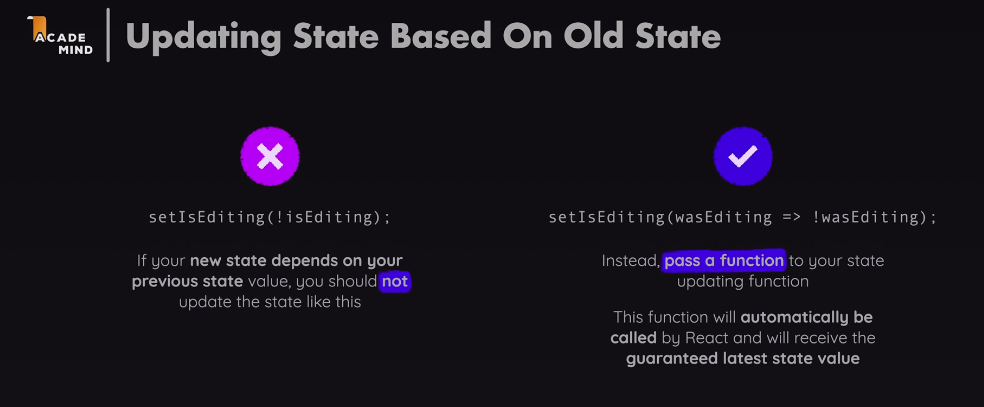 ACADE
MIND
Updating State Based On Old State
setIsEditing(!isEditing);
If your new state depends on your
previous state value, you should not
update the state like this
setIsEditing(wasEditing => !wasEditing);
Instead, pass a function to your state
updating function
This function will automatically be
called by React and will receive the
guaranteed latest state value